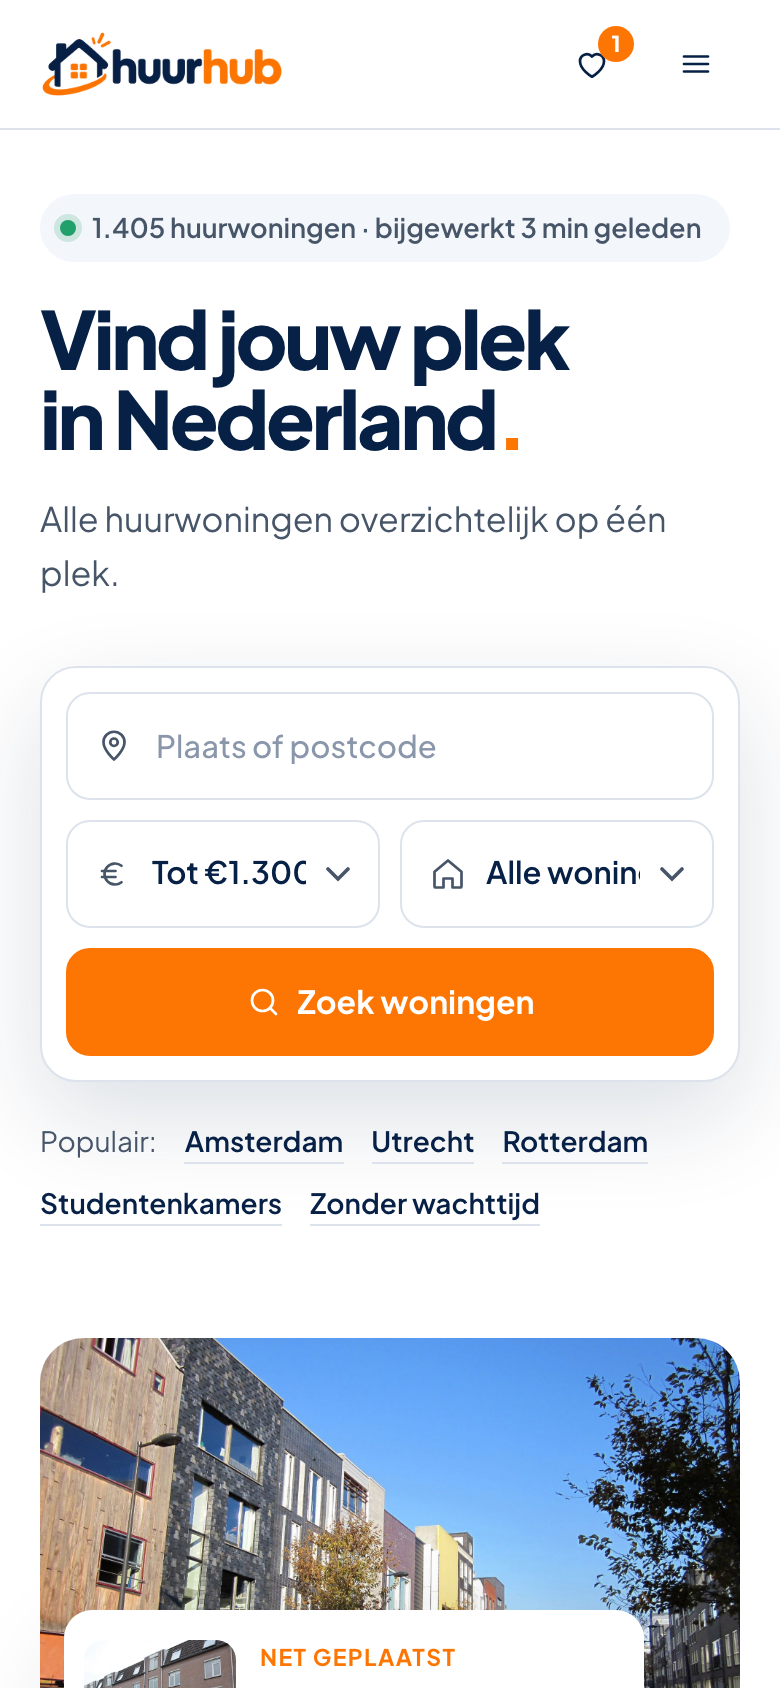 huurhub
1
1.405 huurwoningen · bijgewerkt 3 min geleden
Vind jouw plek
in Nederland.
Alle huurwoningen overzichtelijk op één
plek.
Plaats of postcode
€ Tot €1.300
Alle wonin
Zoek woningen
Populair: Amsterdam Utrecht Rotterdam
Studentenkamers Zonder wachttijd
NET GEPLAATST